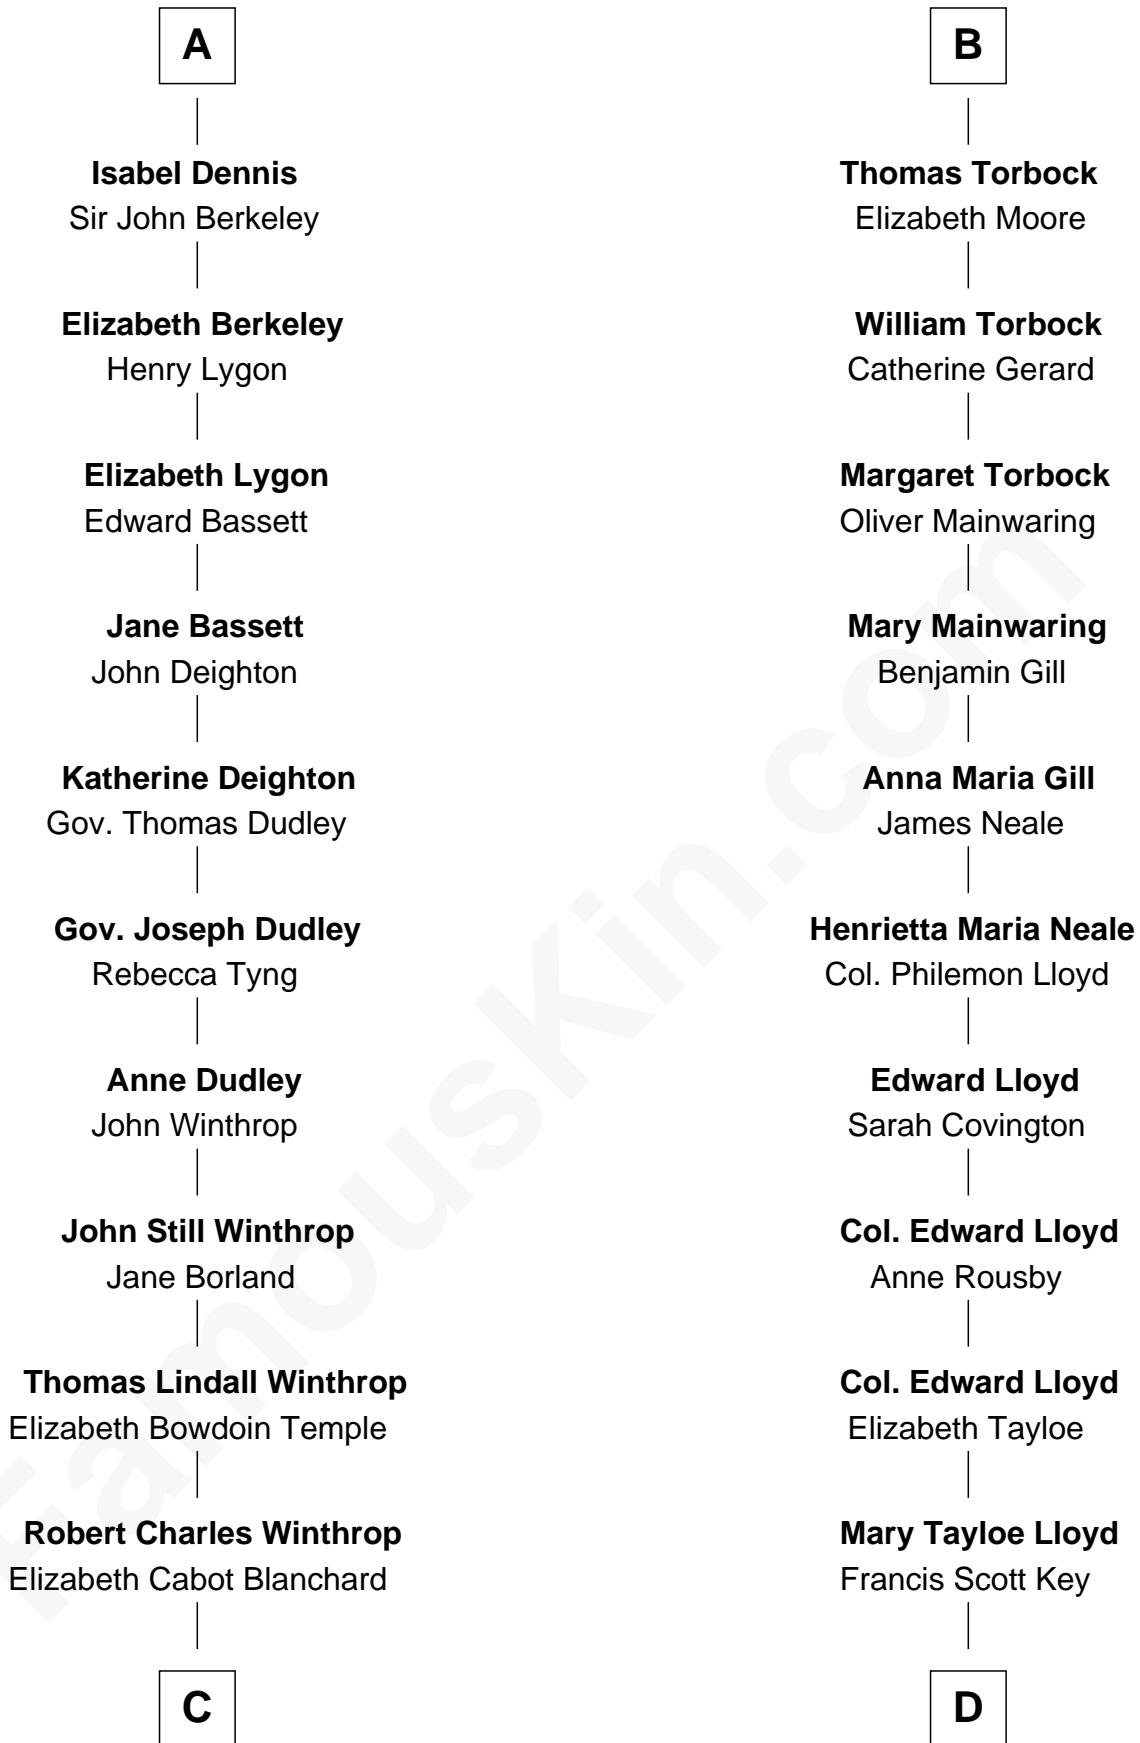 A
Isabel Dennis
Sir John Berkeley
Elizabeth Berkeley
Henry Lygon
Elizabeth Lygon
Edward Bassett
Jane Bassett
John Deighton
Katherine Deighton
Gov. Thomas Dudley
Gov. Joseph Dudley
Rebecca Tyng
Anne Dudley
John Winthrop
John Still Winthrop
Jane Borland
Thomas Lindall Winthrop
Elizabeth Bowdoin Temple
Robert Charles Winthrop
Elizabeth Cabot Blanchard
C
B
Thomas Torbock
Elizabeth Moore
William Torbock
Catherine Gerard
Margaret Torbock
Oliver Mainwaring
Mary Mainwaring
Benjamin Gill
Anna Maria Gill
James Neale
Henrietta Maria Neale
Col. Philemon Lloyd
Edward Lloyd
Sarah Covington
Col. Edward Lloyd
Anne Rousby
Col. Edward Lloyd
Elizabeth Tayloe
Mary Tayloe Lloyd
Francis Scott Key
D
FamousKin.com